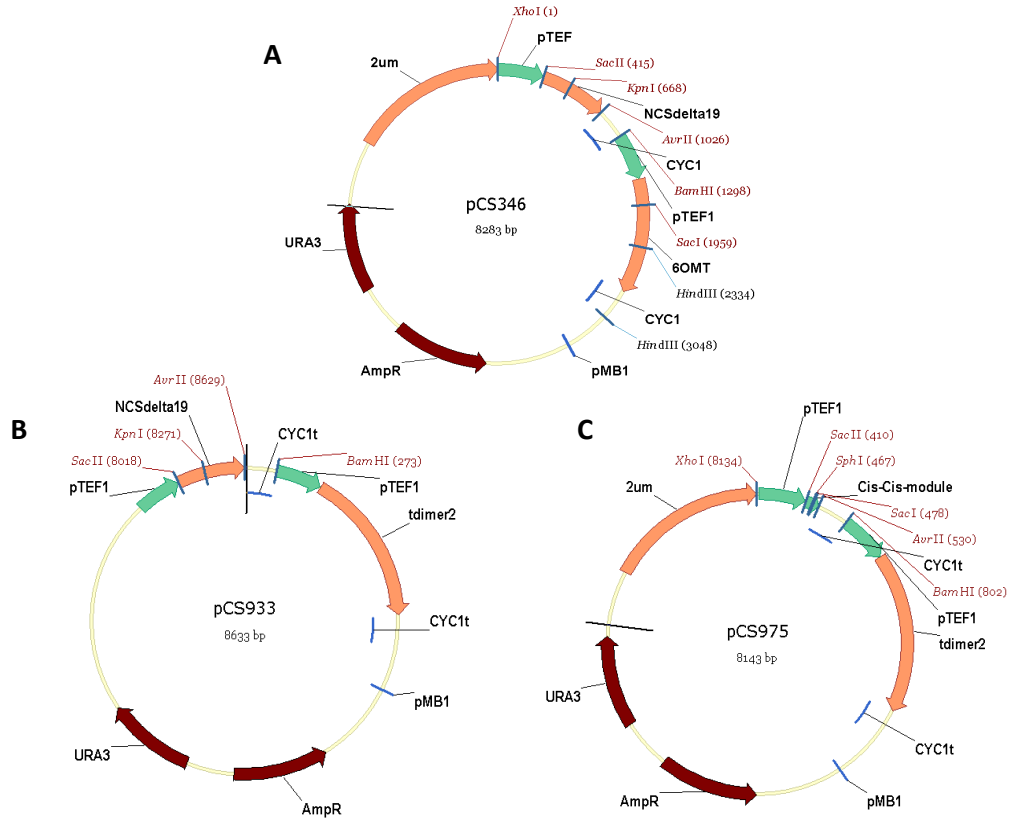 A
XhoI (1)
pTEF
2um
SacII (415)
KpnI (668)
NCSdelta19
AvrII (1026)
CYC1
BamHI (1298)
pTEF1
SacI (1959)
6OMT
HindIII (2334)
CYC1
HindIII (3048)
pMB1
AmpR
URA3
pCS346
8283 bp
B
AvrII (8629)
NCSdelta19
KpnI (8271)
SacII (8018)
pTEF1
CYC1t
BamHI (273)
pTEF1
tdimer2
CYC1t
pMB1
AmpR
URA3
pCS933
8633 bp
C
pTEF1
SacII (410)
SphI (467)
Cis-Cis-module
SacI (478)
AvrII (530)
CYC1t
BamHI (802)
pTEF1
tdimer2
CYC1t
pMB1
AmpR
URA3
2um
XhoI (8134)
pCS975
8143 bp